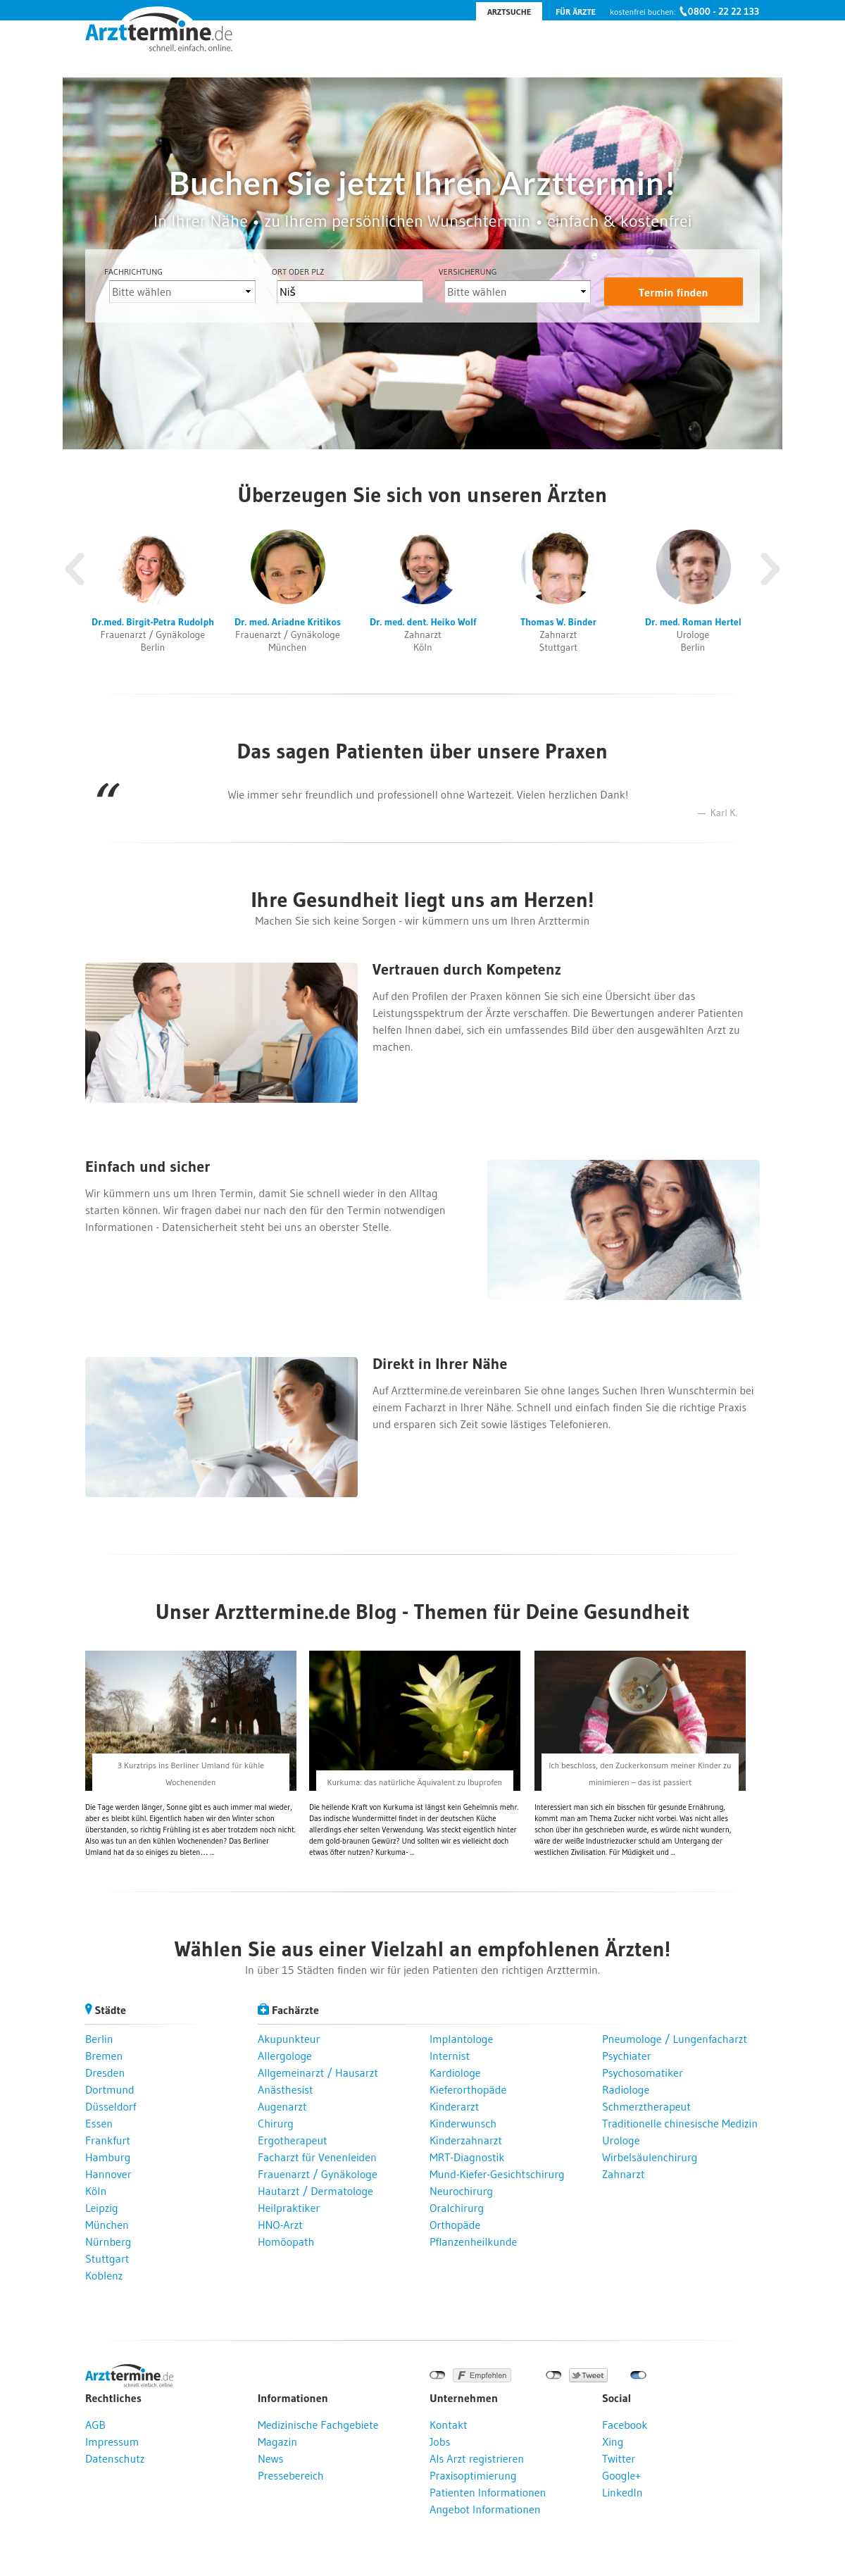 ARZTSUCHE FÜR ÄRZTE kostenfrei buchen: 0800 - 22 22 133
Arzttermine.de
schnell. einfach. online.
Buchen Sie jetzt Ihren Arzttermin!
In Ihrer Nähe • zu Ihrem persönlichen Wunschtermin • einfach & kostenfrei
FACHRICHTUNG ORT ODER PLZ VERSICHERUNG
Bitte wählen Niš Bitte wählen Termin finden
Überzeugen Sie sich von unseren Ärzten
Dr.med. Birgit-Petra Rudolph Dr. med. Ariadne Kritikos Dr. med. dent. Heiko Wolf Thomas W. Binder Dr. med. Roman Hertel
Frauenarzt / Gynäkologe Frauenarzt / Gynäkologe Zahnarzt Zahnarzt Urologe
Berlin München Köln Stuttgart Berlin
Das sagen Patienten über unsere Praxen
“ Wie immer sehr freundlich und professionell ohne Wartezeit. Vielen herzlichen Dank!
— Karl K.
Ihre Gesundheit liegt uns am Herzen!
Machen Sie sich keine Sorgen - wir kümmern uns um Ihren Arzttermin
Vertrauen durch Kompetenz
Auf den Profilen der Praxen können Sie sich eine Übersicht über das
Leistungsspektrum der Ärzte verschaffen. Die Bewertungen anderer Patienten
helfen Ihnen dabei, sich ein umfassendes Bild über den ausgewählten Arzt zu
machen.
Einfach und sicher
Wir kümmern uns um Ihren Termin, damit Sie schnell wieder in den Alltag
starten können. Wir fragen dabei nur nach den für den Termin notwendigen
Informationen - Datensicherheit steht bei uns an oberster Stelle.
Direkt in Ihrer Nähe
Auf Arzttermine.de vereinbaren Sie ohne langes Suchen Ihren Wunschtermin bei
einem Facharzt in Ihrer Nähe. Schnell und einfach finden Sie die richtige Praxis
und ersparen sich Zeit sowie lästiges Telefonieren.
Unser Arzttermine.de Blog - Themen für Deine Gesundheit
3 Kurztrips ins Berliner Umland für kühle
Wochenenden
Die Tage werden länger, Sonne gibt es auch immer mal wieder,
aber es bleibt kühl. Eigentlich haben wir den Winter schon
überstanden, so richtig Frühling ist es aber trotzdem noch nicht.
Also was tun an den kühlen Wochenenden? Das Berliner
Umland hat da so einiges zu bieten… ...
Kurkuma: das natürliche Äquivalent zu Ibuprofen
Die heilende Kraft von Kurkuma ist längst kein Geheimnis mehr.
Das indische Wundermittel findet in der deutschen Küche
allerdings eher selten Verwendung. Was steckt eigentlich hinter
dem gold-braunen Gewürz? Und sollten wir es vielleicht doch
etwas öfter nutzen? Kurkuma- ...
Ich beschloss, den Zuckerkonsum meiner Kinder zu
minimieren – das ist passiert
Interessiert man sich ein bisschen für gesunde Ernährung,
kommt man am Thema Zucker nicht vorbei. Was nicht alles
schon über ihn geschrieben wurde, es würde nicht wundern,
wäre der weiße Industriezucker schuld am Untergang der
westlichen Zivilisation. Für Müdigkeit und ...
Wählen Sie aus einer Vielzahl an empfohlenen Ärzten!
In über 15 Städten finden wir für jeden Patienten den richtigen Arzttermin.
Städte
Berlin
Bremen
Dresden
Dortmund
Düsseldorf
Essen
Frankfurt
Hamburg
Hannover
Köln
Leipzig
München
Nürnberg
Stuttgart
Koblenz
Fachärzte
Akupunkteur
Allergologe
Allgemeinarzt / Hausarzt
Anästhesist
Augenarzt
Chirurg
Ergotherapeut
Facharzt für Venenleiden
Frauenarzt / Gynäkologe
Hautarzt / Dermatologe
Heilpraktiker
HNO-Arzt
Homöopath
Implantologe
Internist
Kardiologe
Kieferorthopäde
Kinderarzt
Kinderwunsch
Kinderzahnarzt
MRT-Diagnostik
Mund-Kiefer-Gesichtschirurg
Neurochirurg
Oralchirurg
Orthopäde
Pflanzenheilkunde
Pneumologe / Lungenfacharzt
Psychiater
Psychosomatiker
Radiologe
Schmerztherapeut
Traditionelle chinesische Medizin
Urologe
Wirbelsäulenchirurg
Zahnarzt
Arzttermine.de
schnell. einfach. online.
F Empfehlen Tweet
Rechtliches
AGB
Impressum
Datenschutz
Informationen
Medizinische Fachgebiete
Magazin
News
Pressebereich
Unternehmen
Kontakt
Jobs
Als Arzt registrieren
Praxisoptimierung
Patienten Informationen
Angebot Informationen
Social
Facebook
Xing
Twitter
Google+
LinkedIn